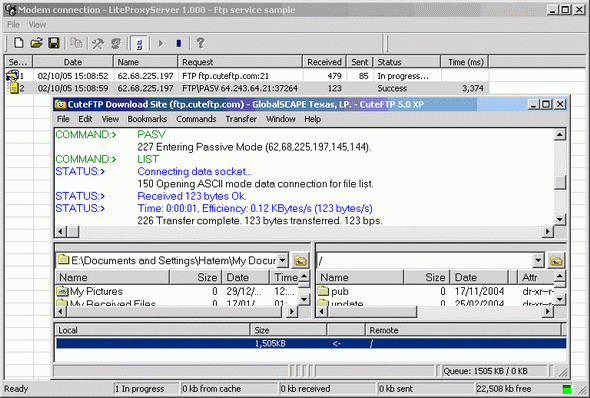 Modem connection - LiteProxyServer 1.000 - Ftp service sample
File View
Se... Date Name Request Received Sent Status Time (ms)
1 02/10/05 15:08:52 62.68.225.197 FTP ftp.cuteftp.com:21 479 85 In progress...
2 02/10/05 15:08:59 62.68.225.197 FTP\PASV 64.243.64.21:37264 123 Success 3,374
CuteFTP Download Site (ftp.cuteftp.com) - GlobalSCAPE Texas, LP. - CuteFTP 5.0 XP
File Edit View Bookmarks Commands Transfer Window Help
COMMAND:> PASV
227 Entering Passive Mode (62,68,225,197,145,144).
COMMAND:> LIST
STATUS:> Connecting data socket...
150 Opening ASCII mode data connection for file list.
STATUS:> Received 123 bytes Ok.
STATUS:> Time: 0:00:01, Efficiency: 0.12 KBytes/s (123 bytes/s)
226 Transfer complete. 123 bytes transferred. 123 bps.
E:\Documents and Settings\Hatem\My Docur /
Name Size Date Time
Name Size Date Attr
My Pictures 0 29/12/... 12:...
pub 0 17/11/2004 dr-xr--r-
My Received Files 0 17/01/ 01:
update 0 25/02/2004 dr-xr--r-
Local Size Remote
1,505KB <- /
Queue: 1505 KB / 0 KB
Ready 1 In progress 0 kb from cache 0 kb received 0 kb sent 22,508 kb free